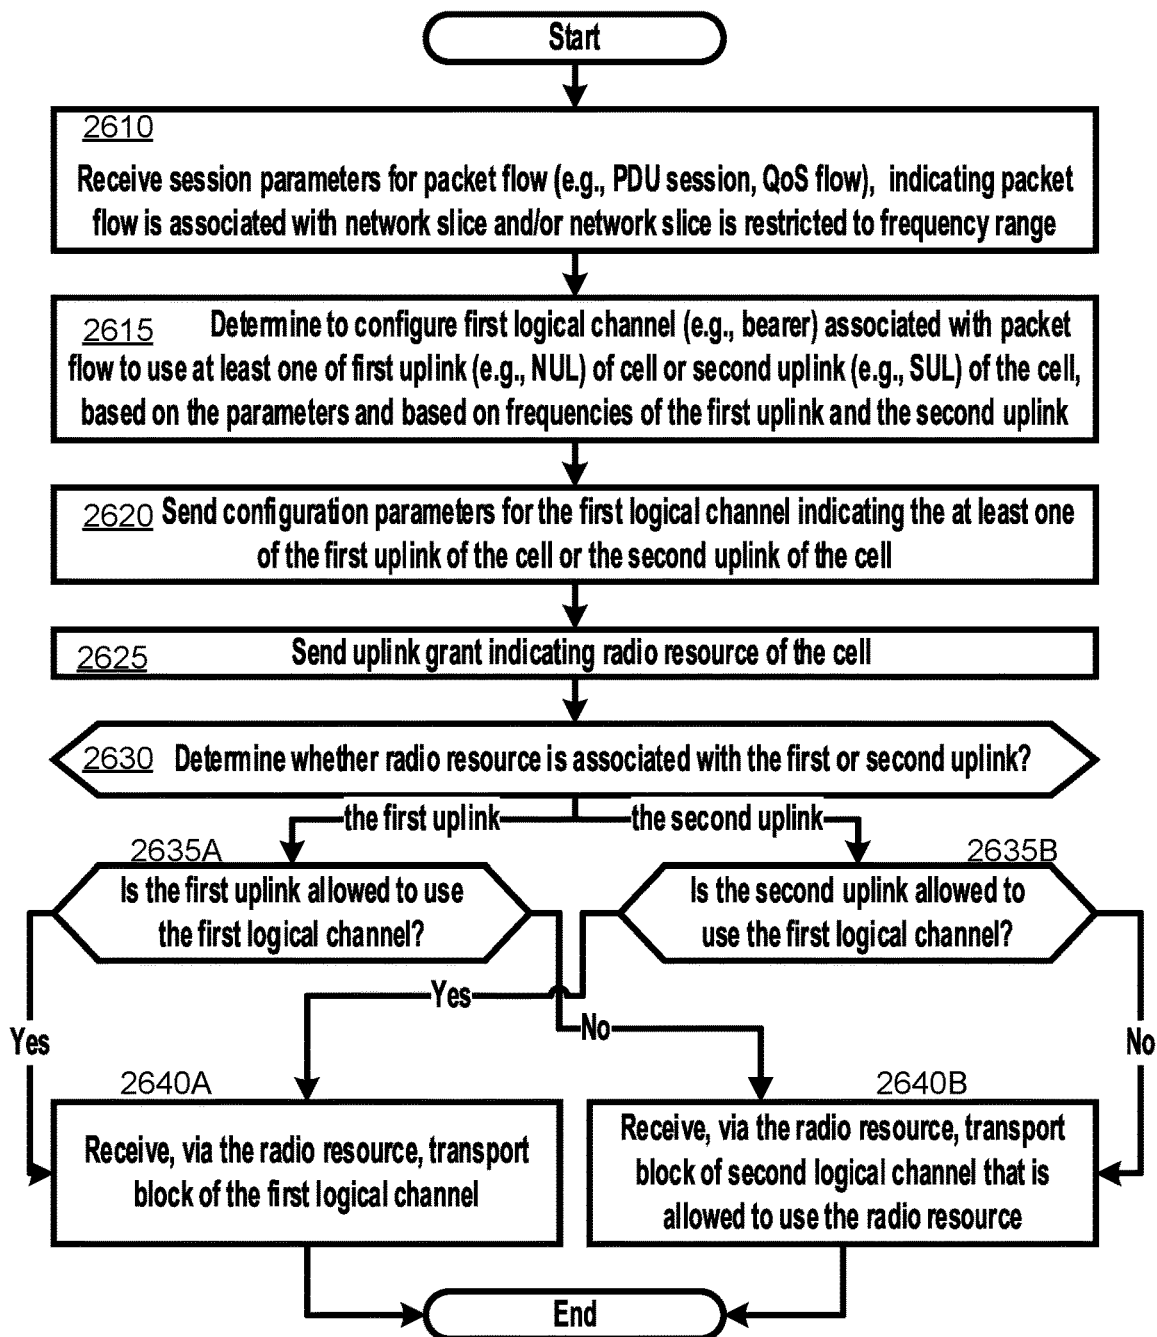 Start
2610
Receive session parameters for packet flow (e.g., PDU session, QoS flow), indicating packet
flow is associated with network slice and/or network slice is restricted to frequency range
2615 Determine to configure first logical channel (e.g., bearer) associated with packet
flow to use at least one of first uplink (e.g., NUL) of cell or second uplink (e.g., SUL) of the cell,
based on the parameters and based on frequencies of the first uplink and the second uplink
2620 Send configuration parameters for the first logical channel indicating the at least one
of the first uplink of the cell or the second uplink of the cell
2625 Send uplink grant indicating radio resource of the cell
2630 Determine whether radio resource is associated with the first or second uplink?
the first uplink
the second uplink
2635A
Is the first uplink allowed to use
the first logical channel?
2635B
Is the second uplink allowed to
use the first logical channel?
Yes
No
Yes
No
2640A
Receive, via the radio resource, transport
block of the first logical channel
2640B
Receive, via the radio resource, transport
block of second logical channel that is
allowed to use the radio resource
End